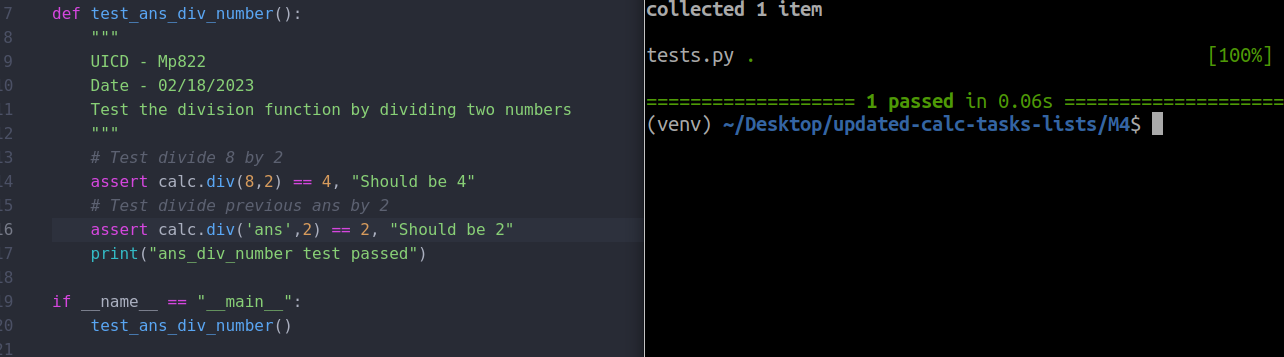 7 def test_ans_div_number():
8 """
9 UICD - Mp822
10 Date - 02/18/2023
11 Test the division function by dividing two numbers
12 """
13 # Test divide 8 by 2
14 assert calc.div(8,2) == 4, "Should be 4"
15 # Test divide previous ans by 2
16 assert calc.div('ans',2) == 2, "Should be 2"
17 print("ans_div_number test passed")
18
19 if __name__ == "__main__":
20 test_ans_div_number()
21
collected 1 item
tests.py . [100%]
=================== 1 passed in 0.06s ====================
(venv) ~/Desktop/updated-calc-tasks-lists/M4$